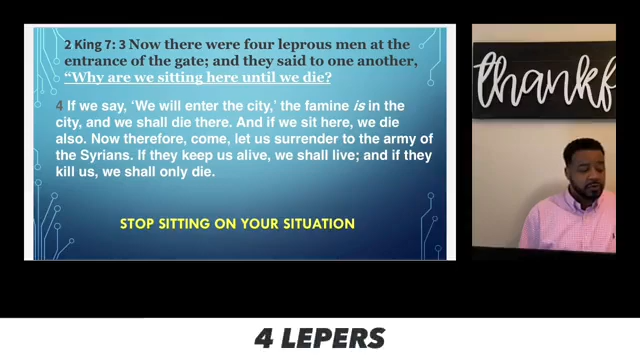 2 King 7: 3 Now there were four leprous men at the
entrance of the gate; and they said to one another,
“Why are we sitting here until we die?
4 If we say, ‘We will enter the city,’ the famine is in the
city, and we shall die there. And if we sit here, we die
also. Now therefore, come, let us surrender to the army of
the Syrians. If they keep us alive, we shall live; and if they
kill us, we shall only die.
STOP SITTING ON YOUR SITUATION
thankf
4 LEPERS